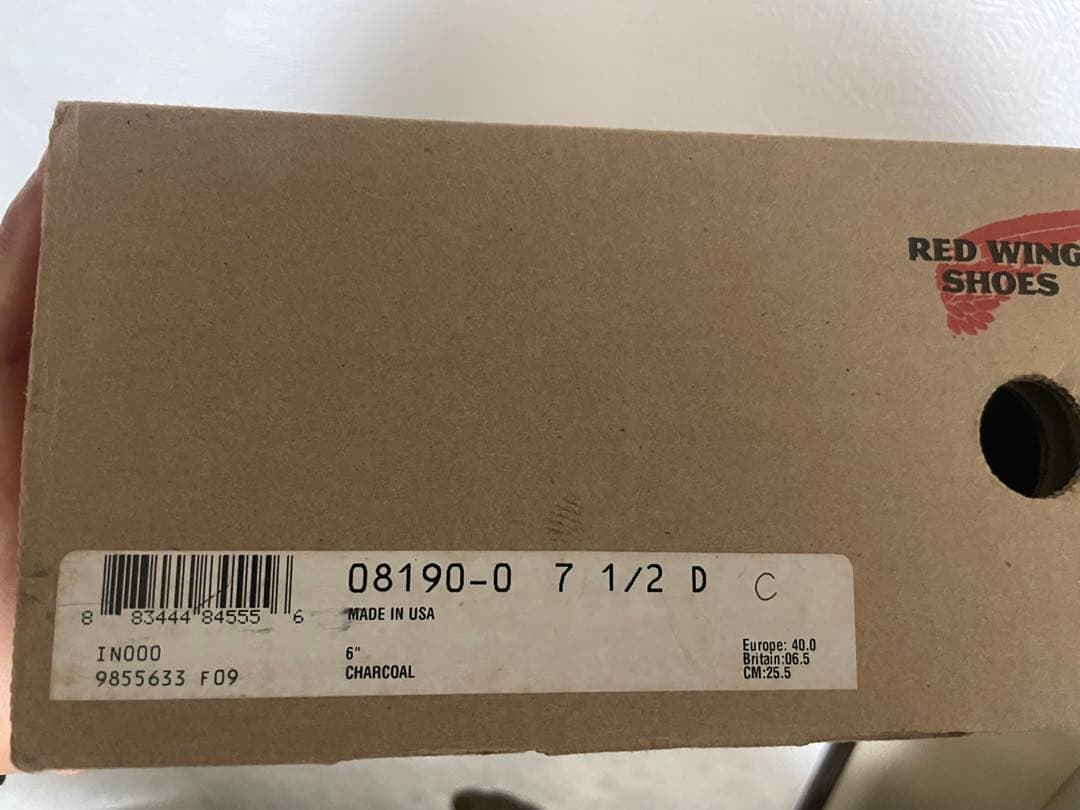 RED WING
SHOES
08190-0 7 1/2 D C
MADE IN USA
8 83444 84555 6
IN000
9855633 F09
6"
CHARCOAL
Europe: 40.0
Britain:06.5
CM:25.5